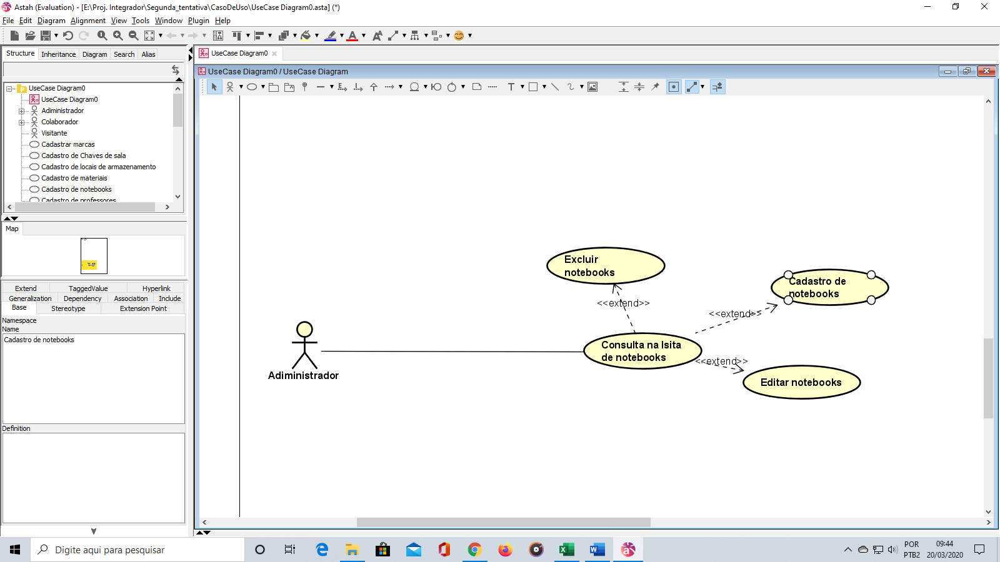 Astah (Evaluation) - [E:\Proj. Integrador\Segunda_tentativa\CasoDeUso\UseCase Diagram0.asta] (*)
File Edit Diagram Alignment View Tools Window Plugin Help
Structure Inheritance Diagram Search Alias
UseCase Diagram0
UseCase Diagram0 / UseCase Diagram
UseCase Diagram0
UseCase Diagram0
Adiministrador
Colaborador
Visitante
Cadastrar marcas
Cadastro de Chaves de sala
Cadastro de locais de armazenamento
Cadastro de materiais
Cadastro de notebooks
Cadastro de professores
Map
Extend TaggedValue Hyperlink
Generalization Dependency Association Include
Base Stereotype Extension Point
Namespace
Name
Cadastro de notebooks
Definition
Excluir
notebooks
<<extend>>
Cadastro de
notebooks
<<extend>>
Consulta na lsita
de notebooks
<<extend>>
Editar notebooks
Adiministrador
Digite aqui para pesquisar
POR
PTB2
09:44
20/03/2020